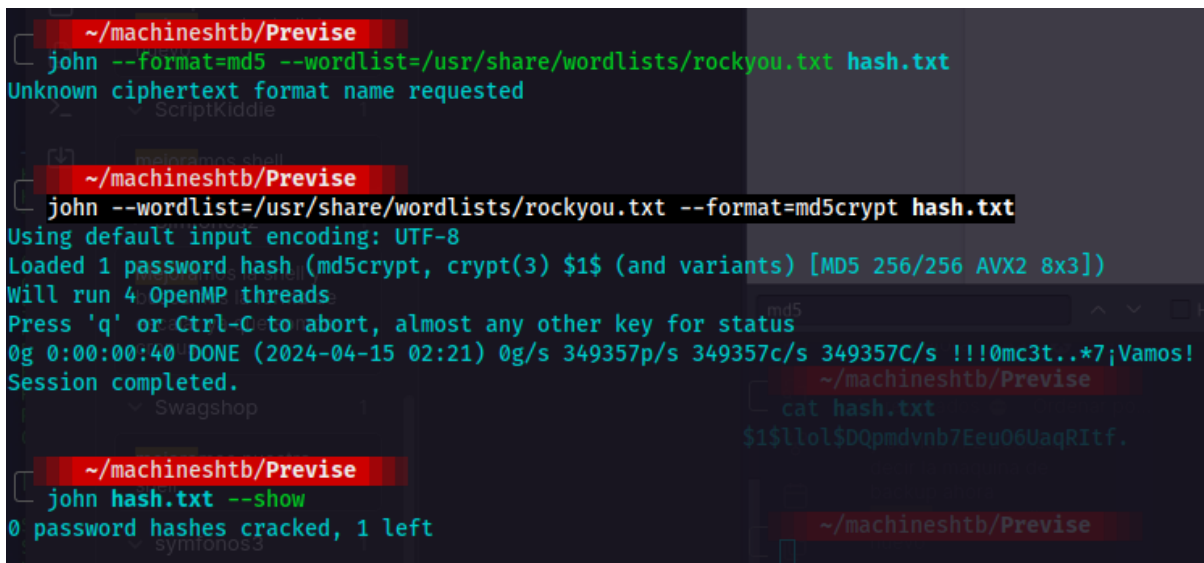 ~/machineshtb/Previse
john --format=md5 --wordlist=/usr/share/wordlists/rockyou.txt hash.txt
Unknown ciphertext format name requested
ScriptKiddie 1
mejoramos shell
~/machineshtb/Previse
john --wordlist=/usr/share/wordlists/rockyou.txt --format=md5crypt hash.txt
Using default input encoding: UTF-8
Loaded 1 password hash (md5crypt, crypt(3) $1$ (and variants) [MD5 256/256 AVX2 8x3])
Will run 4 OpenMP threads
md5
Press 'q' or Ctrl-C to abort, almost any other key for status
0g 0:00:00:40 DONE (2024-04-15 02:21) 0g/s 349357p/s 349357c/s 349357C/s !!!0mc3t..*7¡Vamos!
Session completed.
~/machineshtb/Previse
Swagshop 1
cat hash.txt
$1$llol$DQpmdvnb7EeuO6UaqRItf.
~/machineshtb/Previse
john hash.txt --show
0 password hashes cracked, 1 left
~/machineshtb/Previse
symfonos3 1